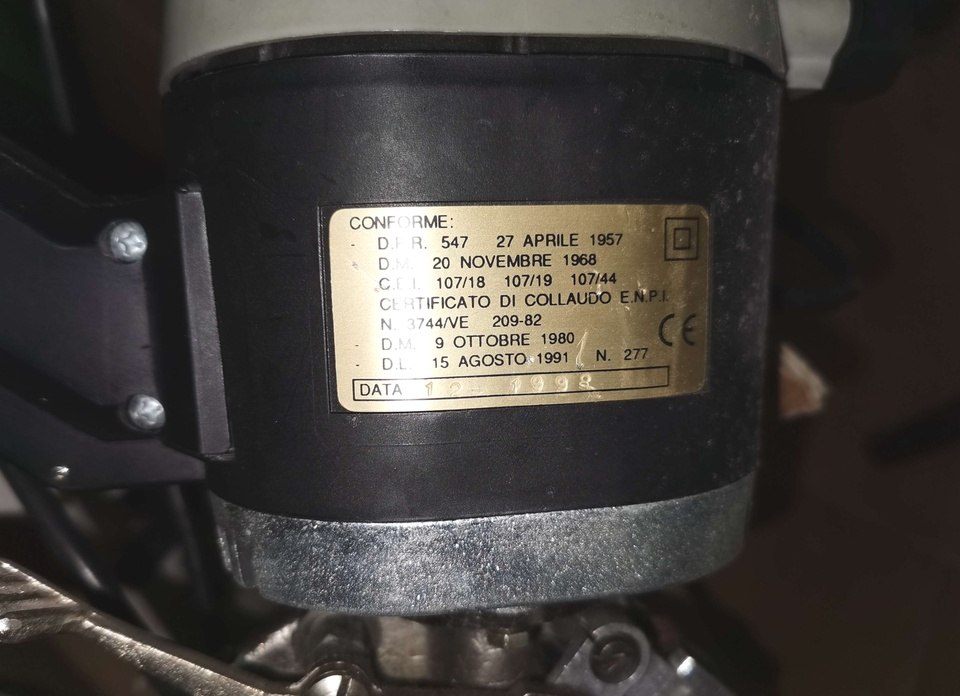 CONFORME:
- D.P.R. 547 27 APRILE 1957
D.M. 20 NOVEMBRE 1968
C.E.I. 107/18 107/19 107/44
CERTIFICATO DI COLLAUDO E.N.P.I.
N. 3744/VE 209-82
- D.M. 9 OTTOBRE 1980
- D.L. 15 AGOSTO 1991 N. 277
CE
DATA 10- 1998